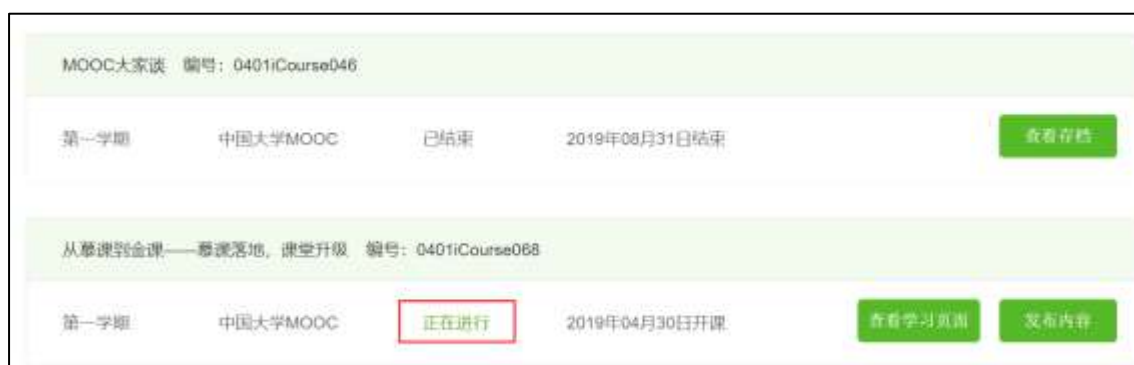 MOOC大家谈 编号：0401iCourse046
第一学期 中国大学MOOC 已结束 2019年08月31日结束 查看存档
从慕课到金课——慕课落地，课堂升级 编号：0401iCourse068
第一学期 中国大学MOOC 正在进行 2019年04月30日开课 查看学习页面 发布内容